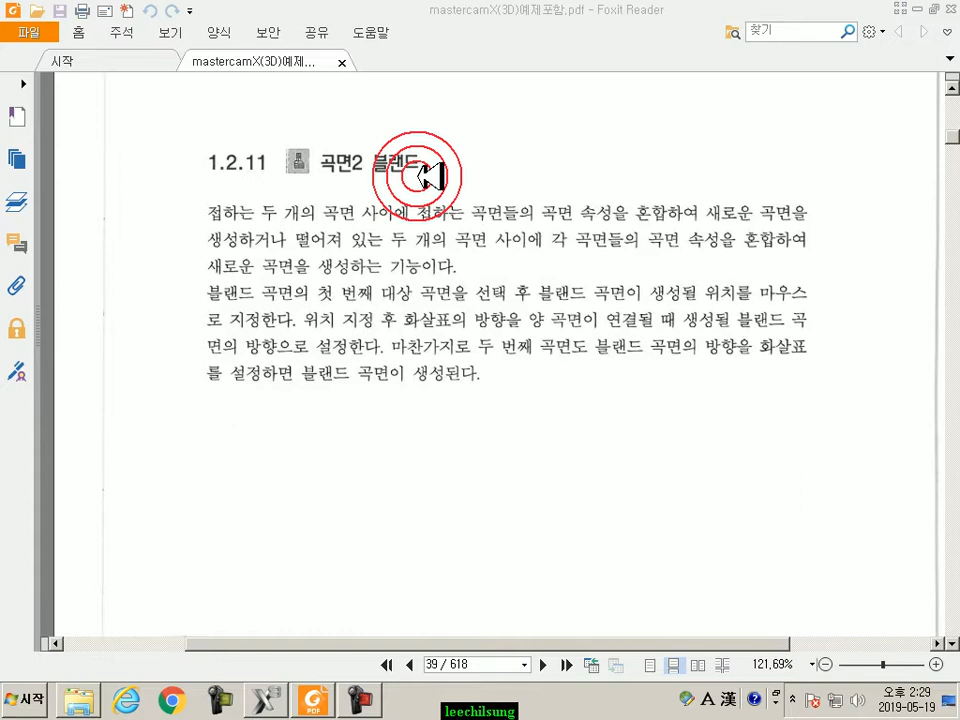 mastercamX(3D)예제포함.pdf - Foxit Reader
파일 홈 주석 보기 양식 보안 공유 도움말 찾기
시작 mastercamX(3D)예제...
1.2.11 곡면2 블랜드
접하는 두 개의 곡면 사이에 접하는 곡면들의 곡면 속성을 혼합하여 새로운 곡면을
생성하거나 떨어져 있는 두 개의 곡면 사이에 각 곡면들의 곡면 속성을 혼합하여
새로운 곡면을 생성하는 기능이다.
블랜드 곡면의 첫 번째 대상 곡면을 선택 후 블랜드 곡면이 생성될 위치를 마우스
로 지정한다. 위치 지정 후 화살표의 방향을 양 곡면이 연결될 때 생성될 블랜드 곡
면의 방향으로 설정한다. 마찬가지로 두 번째 곡면도 블랜드 곡면의 방향을 화살표
를 설정하면 블랜드 곡면이 생성된다.
39 / 618 121,69%
시작 A 漢 오후 2:29
2019-05-19
leechilsung